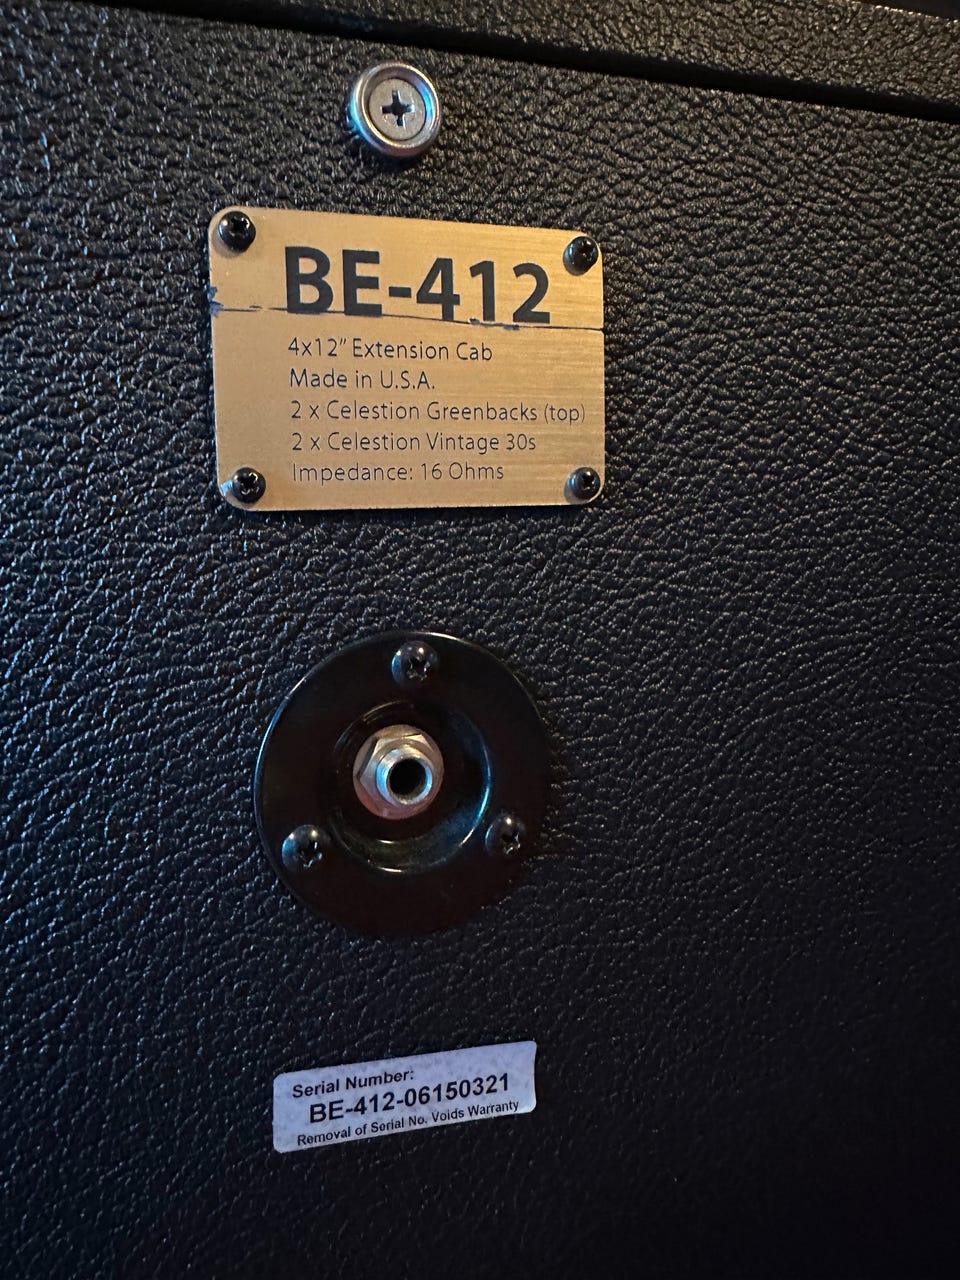 BE-412
4x12” Extension Cab
Made in U.S.A.
2 x Celestion Greenbacks (top)
2 x Celestion Vintage 30s
Impedance: 16 Ohms
Serial Number:
BE-412-06150321
Removal of Serial No. Voids Warranty